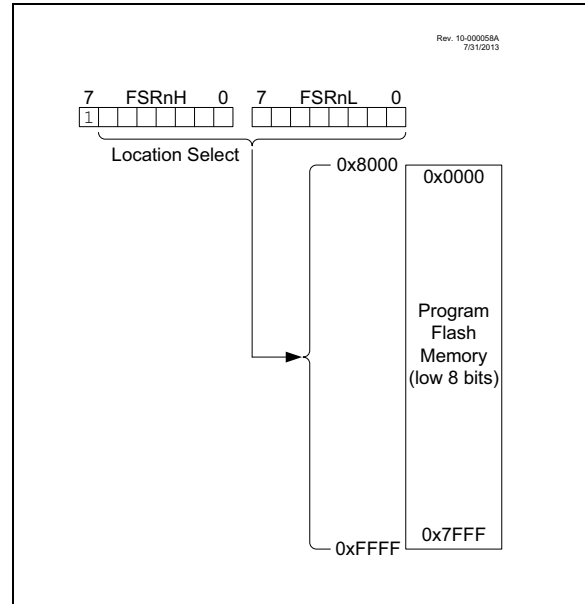 Rev. 10-000058A
7/31/2013
7 FSRnH 0 7 FSRnL 0
1
Location Select
0x8000
0x0000
Program
Flash
Memory
(low 8 bits)
0x7FFF
0xFFFF